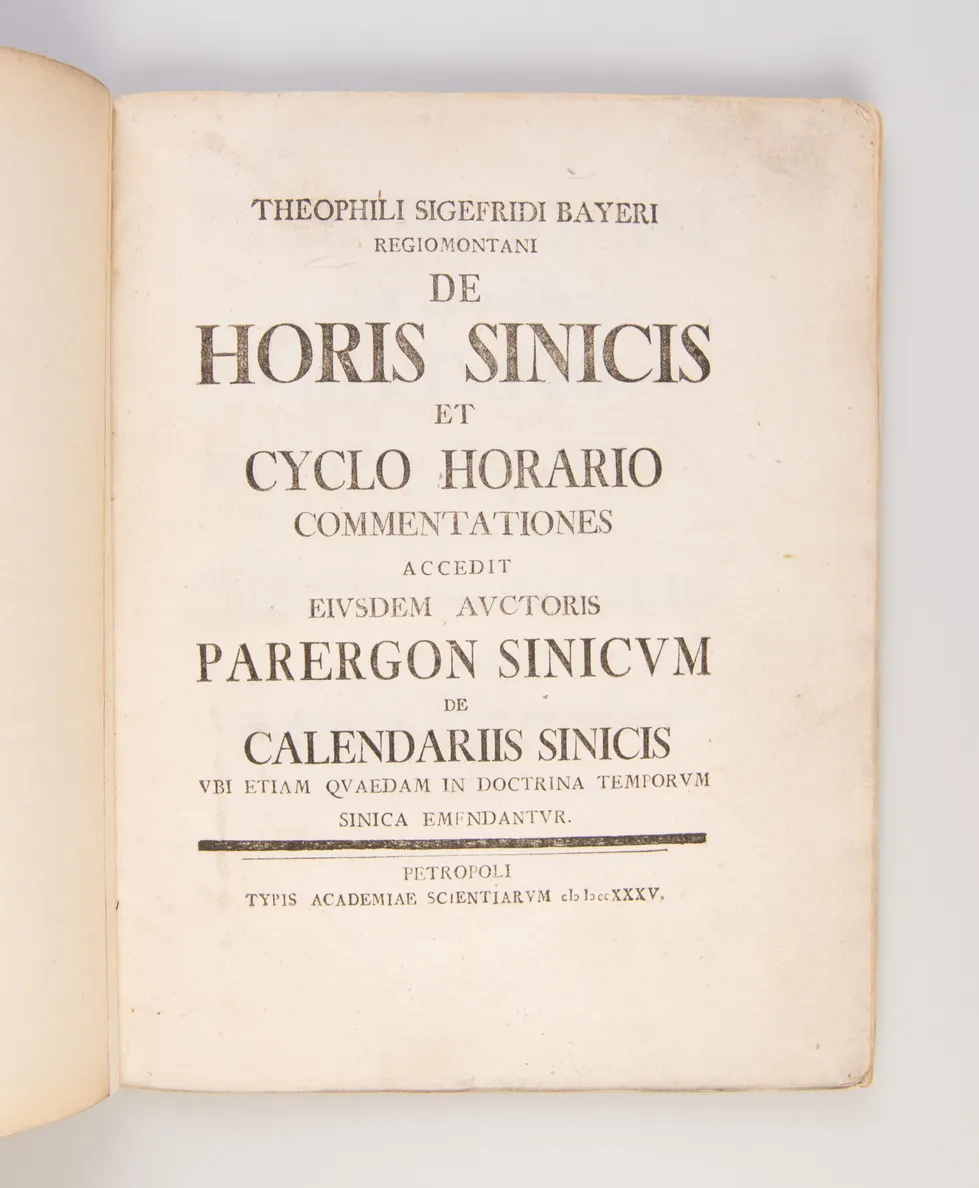 THEOPHILI SIGEFRIDI BAYERI
REGIOMONTANI
DE
HORIS SINICIS
ET
CYCLO HORARIO
COMMENTATIONES
ACCEDIT
EIVSDEM AVCTORIS
PARERGON SINICVM
DE
CALENDARIIS SINICIS
VBI ETIAM QVAEDAM IN DOCTRINA TEMPORVM
SINICA EMENDANTVR.
PETROPOLI
TYPIS ACADEMIAE SCIENTIARVM cIↄ IↄccXXXV.